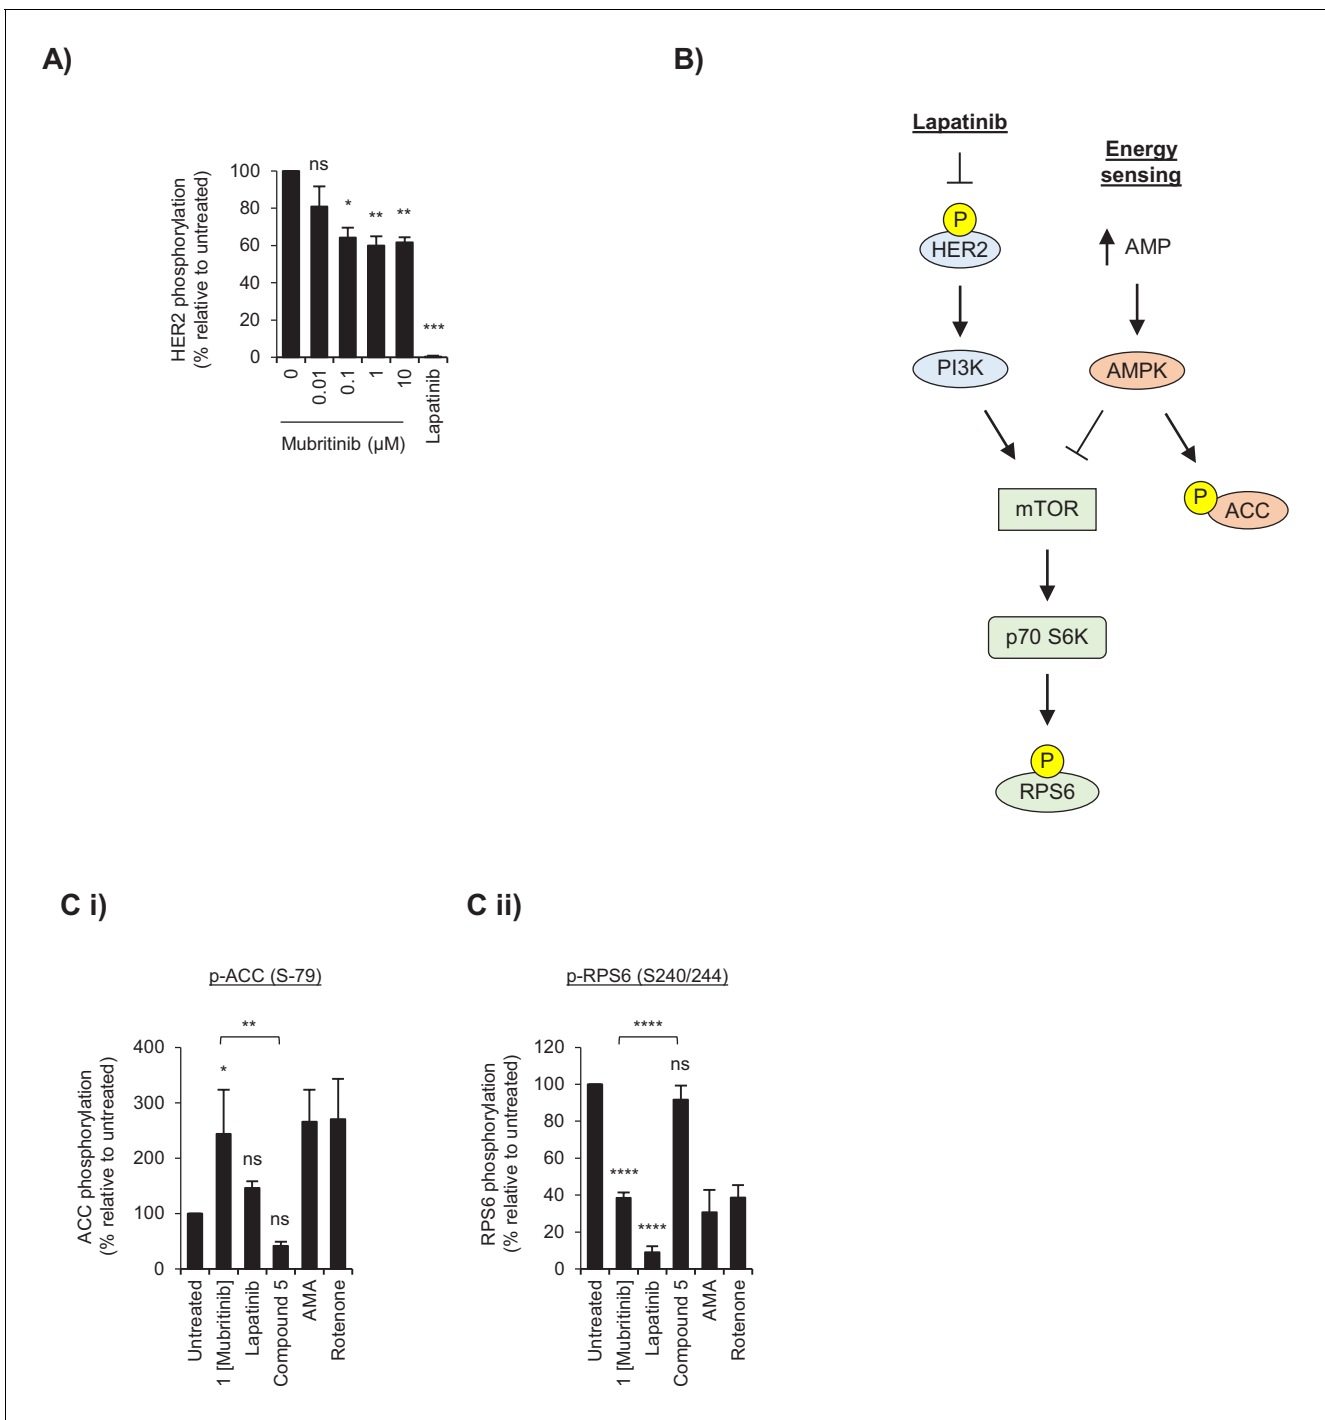 A)
HER2 phosphorylation
(% relative to untreated)
100
80
60
40
20
0
ns
*
**
**
***
0
0.01
0.1
1
10
Lapatinib
Mubritinib (µM)
B)
Lapatinib
Energy
sensing
P
HER2
AMP
PI3K
AMPK
mTOR
P
ACC
p70 S6K
P
RPS6
C i)
p-ACC (S-79)
ACC phosphorylation
(% relative to untreated)
400
300
200
100
0
**
*
ns
ns
Untreated
1 [Mubritinib]
Lapatinib
Compound 5
AMA
Rotenone
C ii)
p-RPS6 (S240/244)
RPS6 phosphorylation
(% relative to untreated)
120
100
80
60
40
20
0
****
ns
****
****
Untreated
1 [Mubritinib]
Lapatinib
Compound 5
AMA
Rotenone